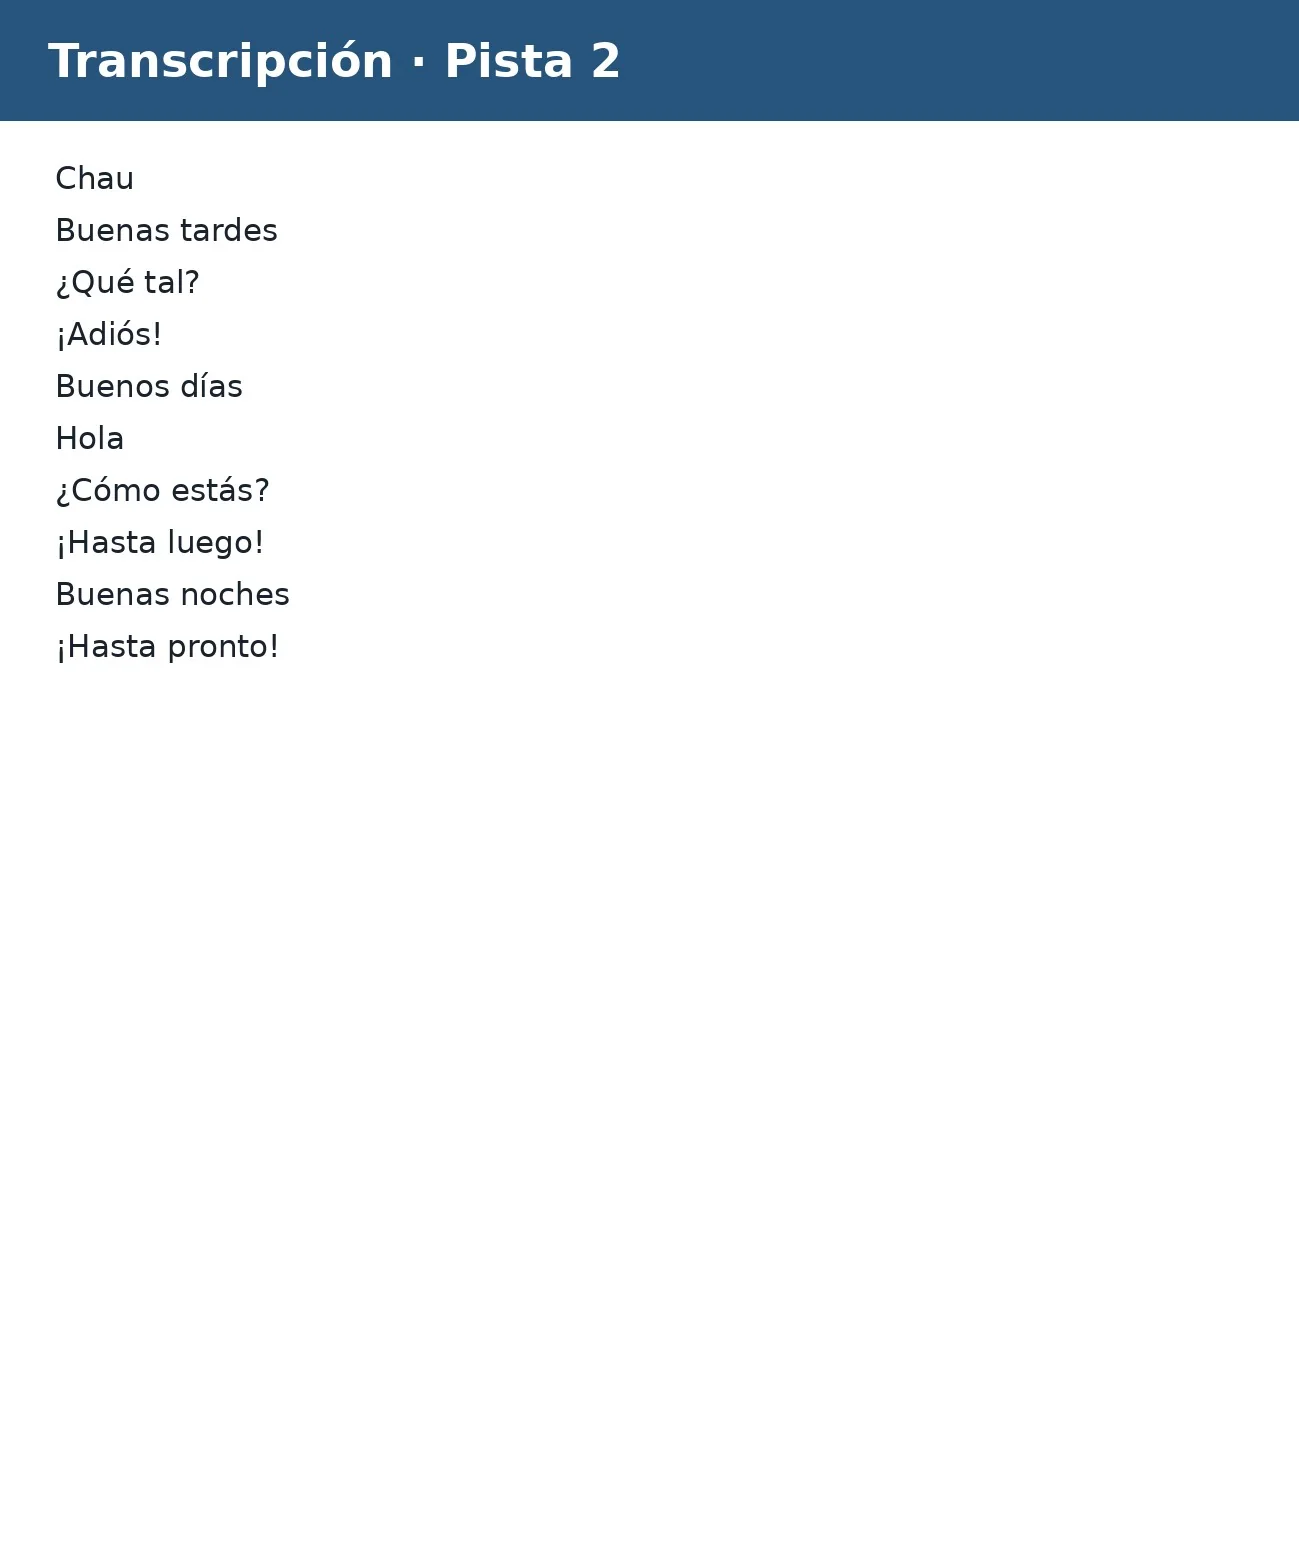 Transcripción · Pista 2
Chau
Buenas tardes
¿Qué tal?
¡Adiós!
Buenos días
Hola
¿Cómo estás?
¡Hasta luego!
Buenas noches
¡Hasta pronto!